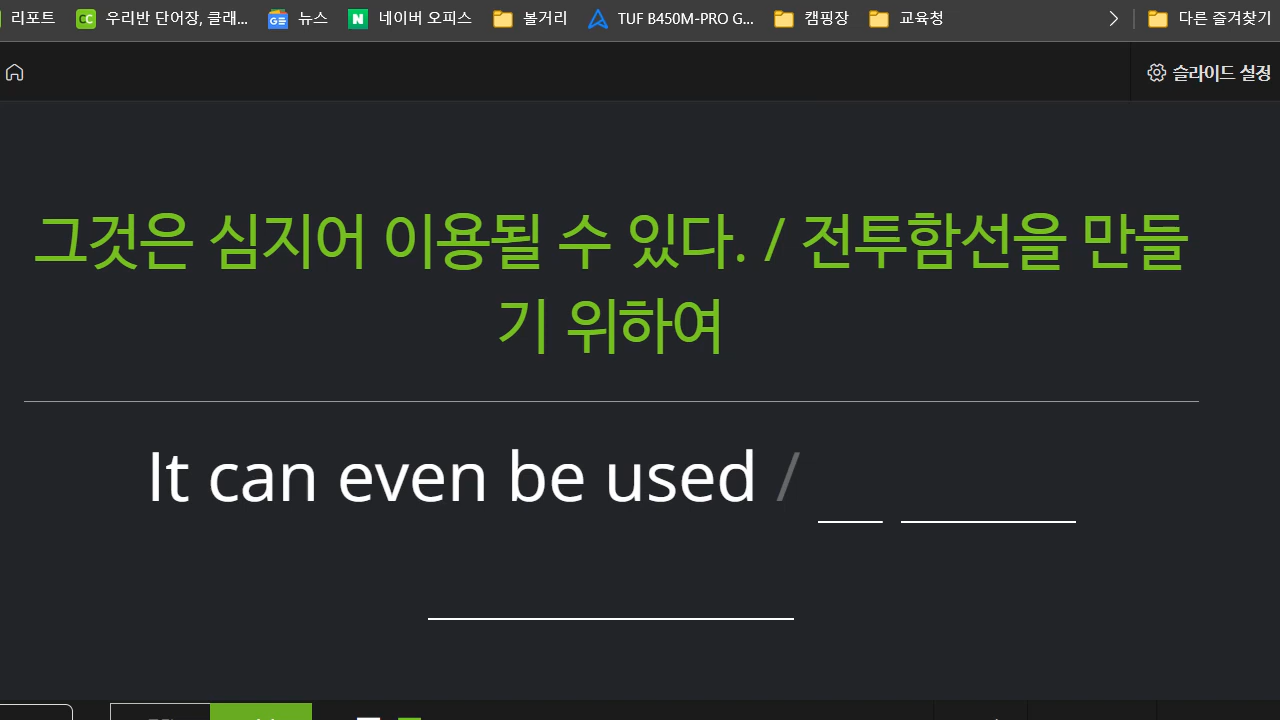 리포트 우리반 단어장, 클래... 뉴스 네이버 오피스 볼거리 TUF B450M-PRO G... 캠핑장 교육청 다른 즐겨찾기
슬라이드 설정
그것은 심지어 이용될 수 있다. / 전투함선을 만들
기 위하여
It can even be used /